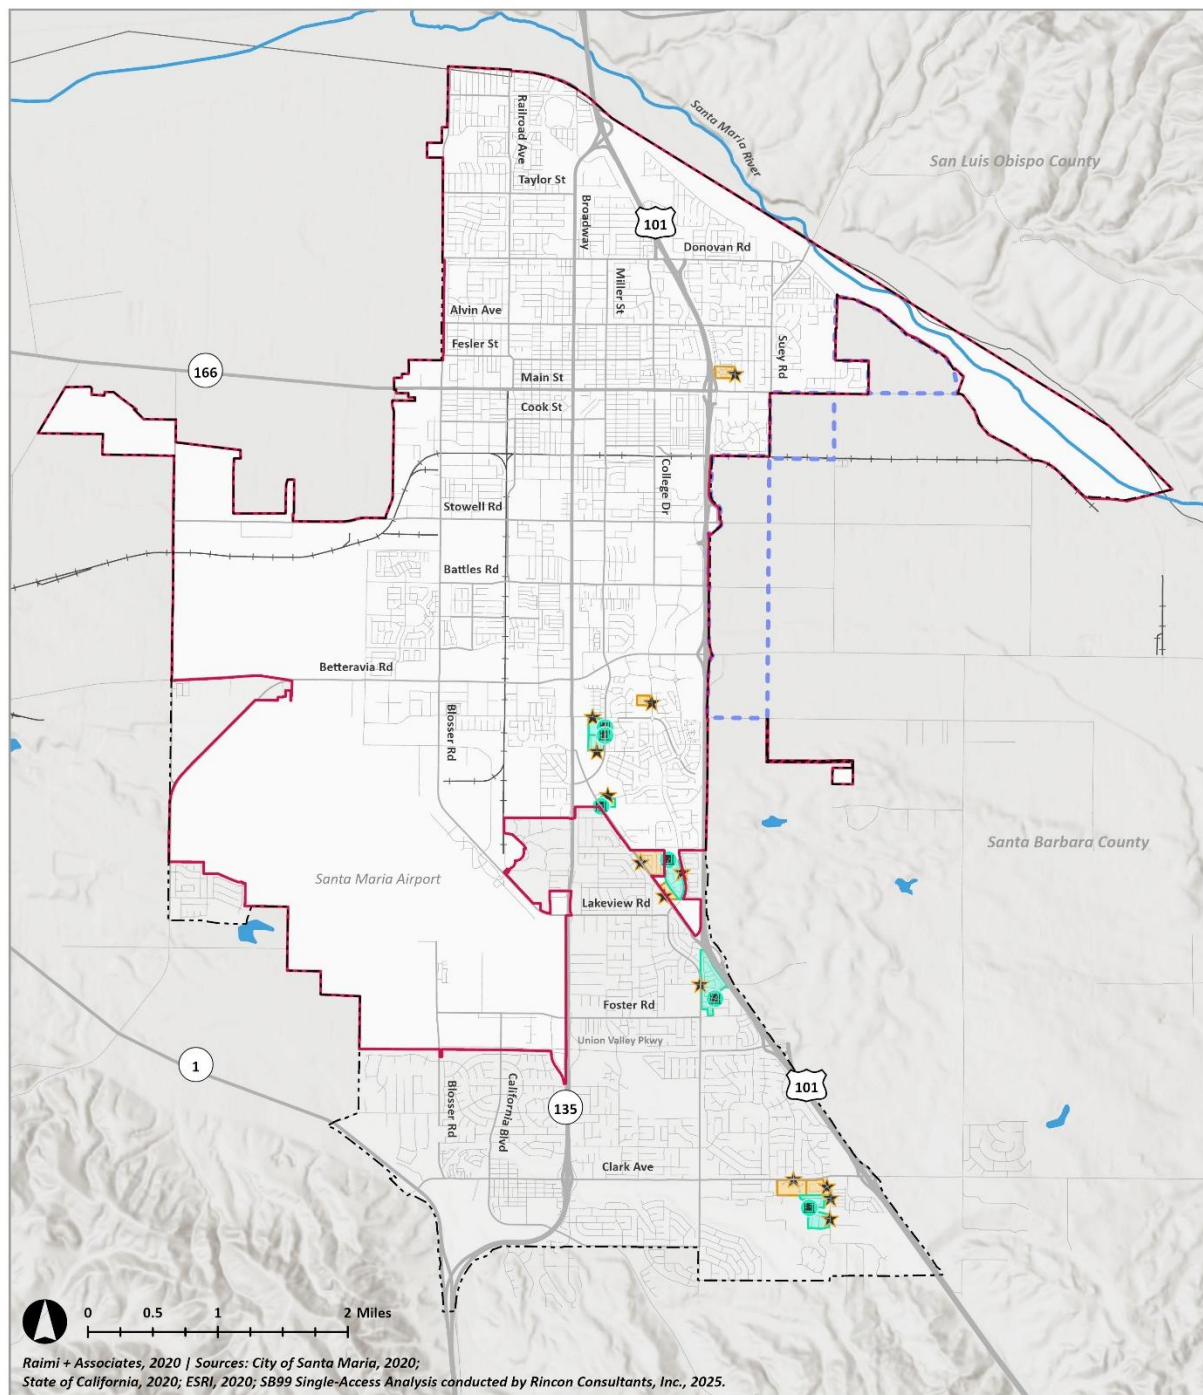 Santa Maria River
San Luis Obispo County
Railroad Ave
Taylor St
Broadway
101
Donovan Rd
Miller St
Alvin Ave
Fesler St
Suey Rd
166
Main St
Cook St
College Dr
Stowell Rd
Battles Rd
Betteravia Rd
Blosser Rd
Santa Barbara County
Santa Maria Airport
Lakeview Rd
Foster Rd
Union Valley Pkwy
1
Blosser Rd
California Blvd
135
101
Clark Ave
0 0.5 1 2 Miles
Raimi + Associates, 2020 | Sources: City of Santa Maria, 2020;
State of California, 2020; ESRI, 2020; SB99 Single-Access Analysis conducted by Rincon Consultants, Inc., 2025.